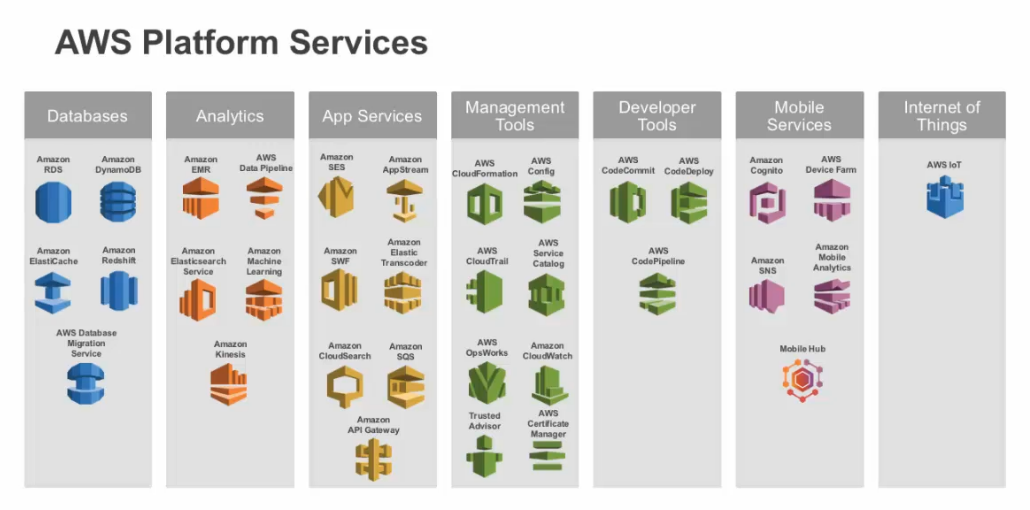 AWS Platform Services
Databases
Amazon
RDS
Amazon
DynamoDB
Amazon
ElastiCache
Amazon
Redshift
AWS Database
Migration
Service
Analytics
Amazon
EMR
AWS
Data Pipeline
Amazon
Elasticsearch
Service
Amazon
Machine
Learning
Amazon
Kinesis
App Services
Amazon
SES
Amazon
AppStream
Amazon
SWF
Amazon
Elastic
Transcoder
Amazon
CloudSearch
Amazon
SQS
Amazon
API Gateway
Management
Tools
AWS
CloudFormation
AWS
Config
AWS
CloudTrail
AWS
Service
Catalog
AWS
OpsWorks
Amazon
CloudWatch
Trusted
Advisor
AWS
Certificate
Manager
Developer
Tools
AWS
CodeCommit
AWS
CodeDeploy
AWS
CodePipeline
Mobile
Services
Amazon
Cognito
AWS
Device Farm
Amazon
SNS
Amazon
Mobile
Analytics
Mobile Hub
Internet of
Things
AWS IoT